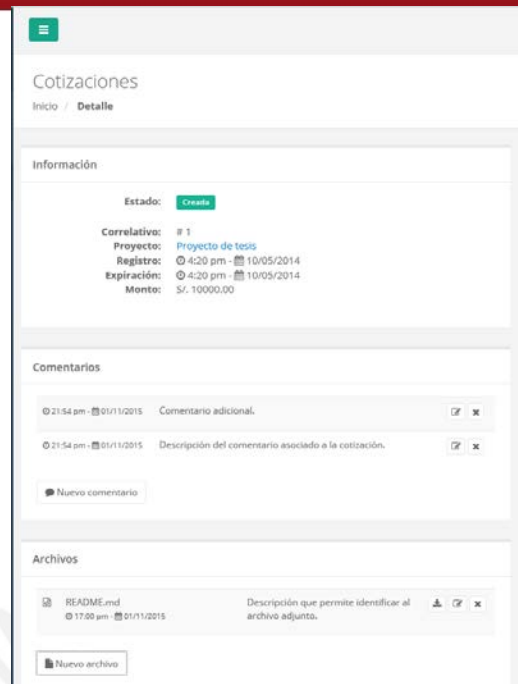 Cotizaciones
Inicio / Detalle
Información
Estado: Creada
Correlativo: # 1
Proyecto: Proyecto de tesis
Registro: 4:20 pm - 10/05/2014
Expiración: 4:20 pm - 10/05/2014
Monto: S/. 10000.00
Comentarios
21:54 pm - 01/11/2015 Comentario adicional.
21:54 pm - 01/11/2015 Descripción del comentario asociado a la cotización.
Nuevo comentario
Archivos
README.md Descripción que permite identificar al
17:00 pm - 01/11/2015 archivo adjunto.
Nuevo archivo